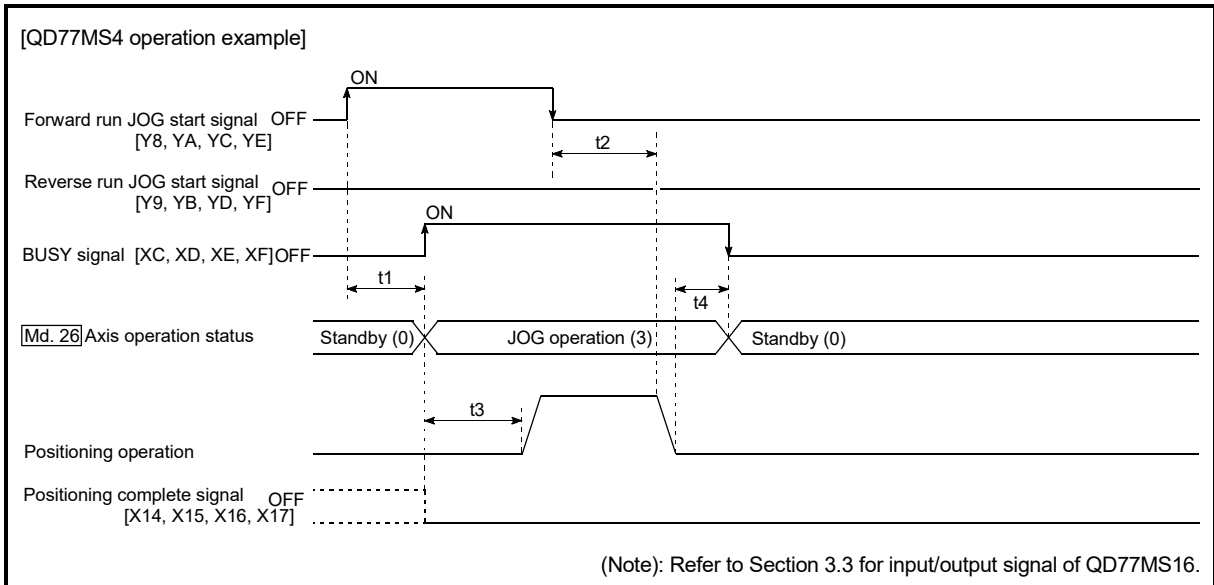 [QD77MS4 operation example]
ON
Forward run JOG start signal OFF
[Y8, YA, YC, YE]
t2
Reverse run JOG start signal OFF
[Y9, YB, YD, YF]
ON
BUSY signal [XC, XD, XE, XF]OFF
t1
t4
Md. 26 Axis operation status Standby (0) JOG operation (3) Standby (0)
t3
Positioning operation
Positioning complete signal OFF
[X14, X15, X16, X17]
(Note): Refer to Section 3.3 for input/output signal of QD77MS16.